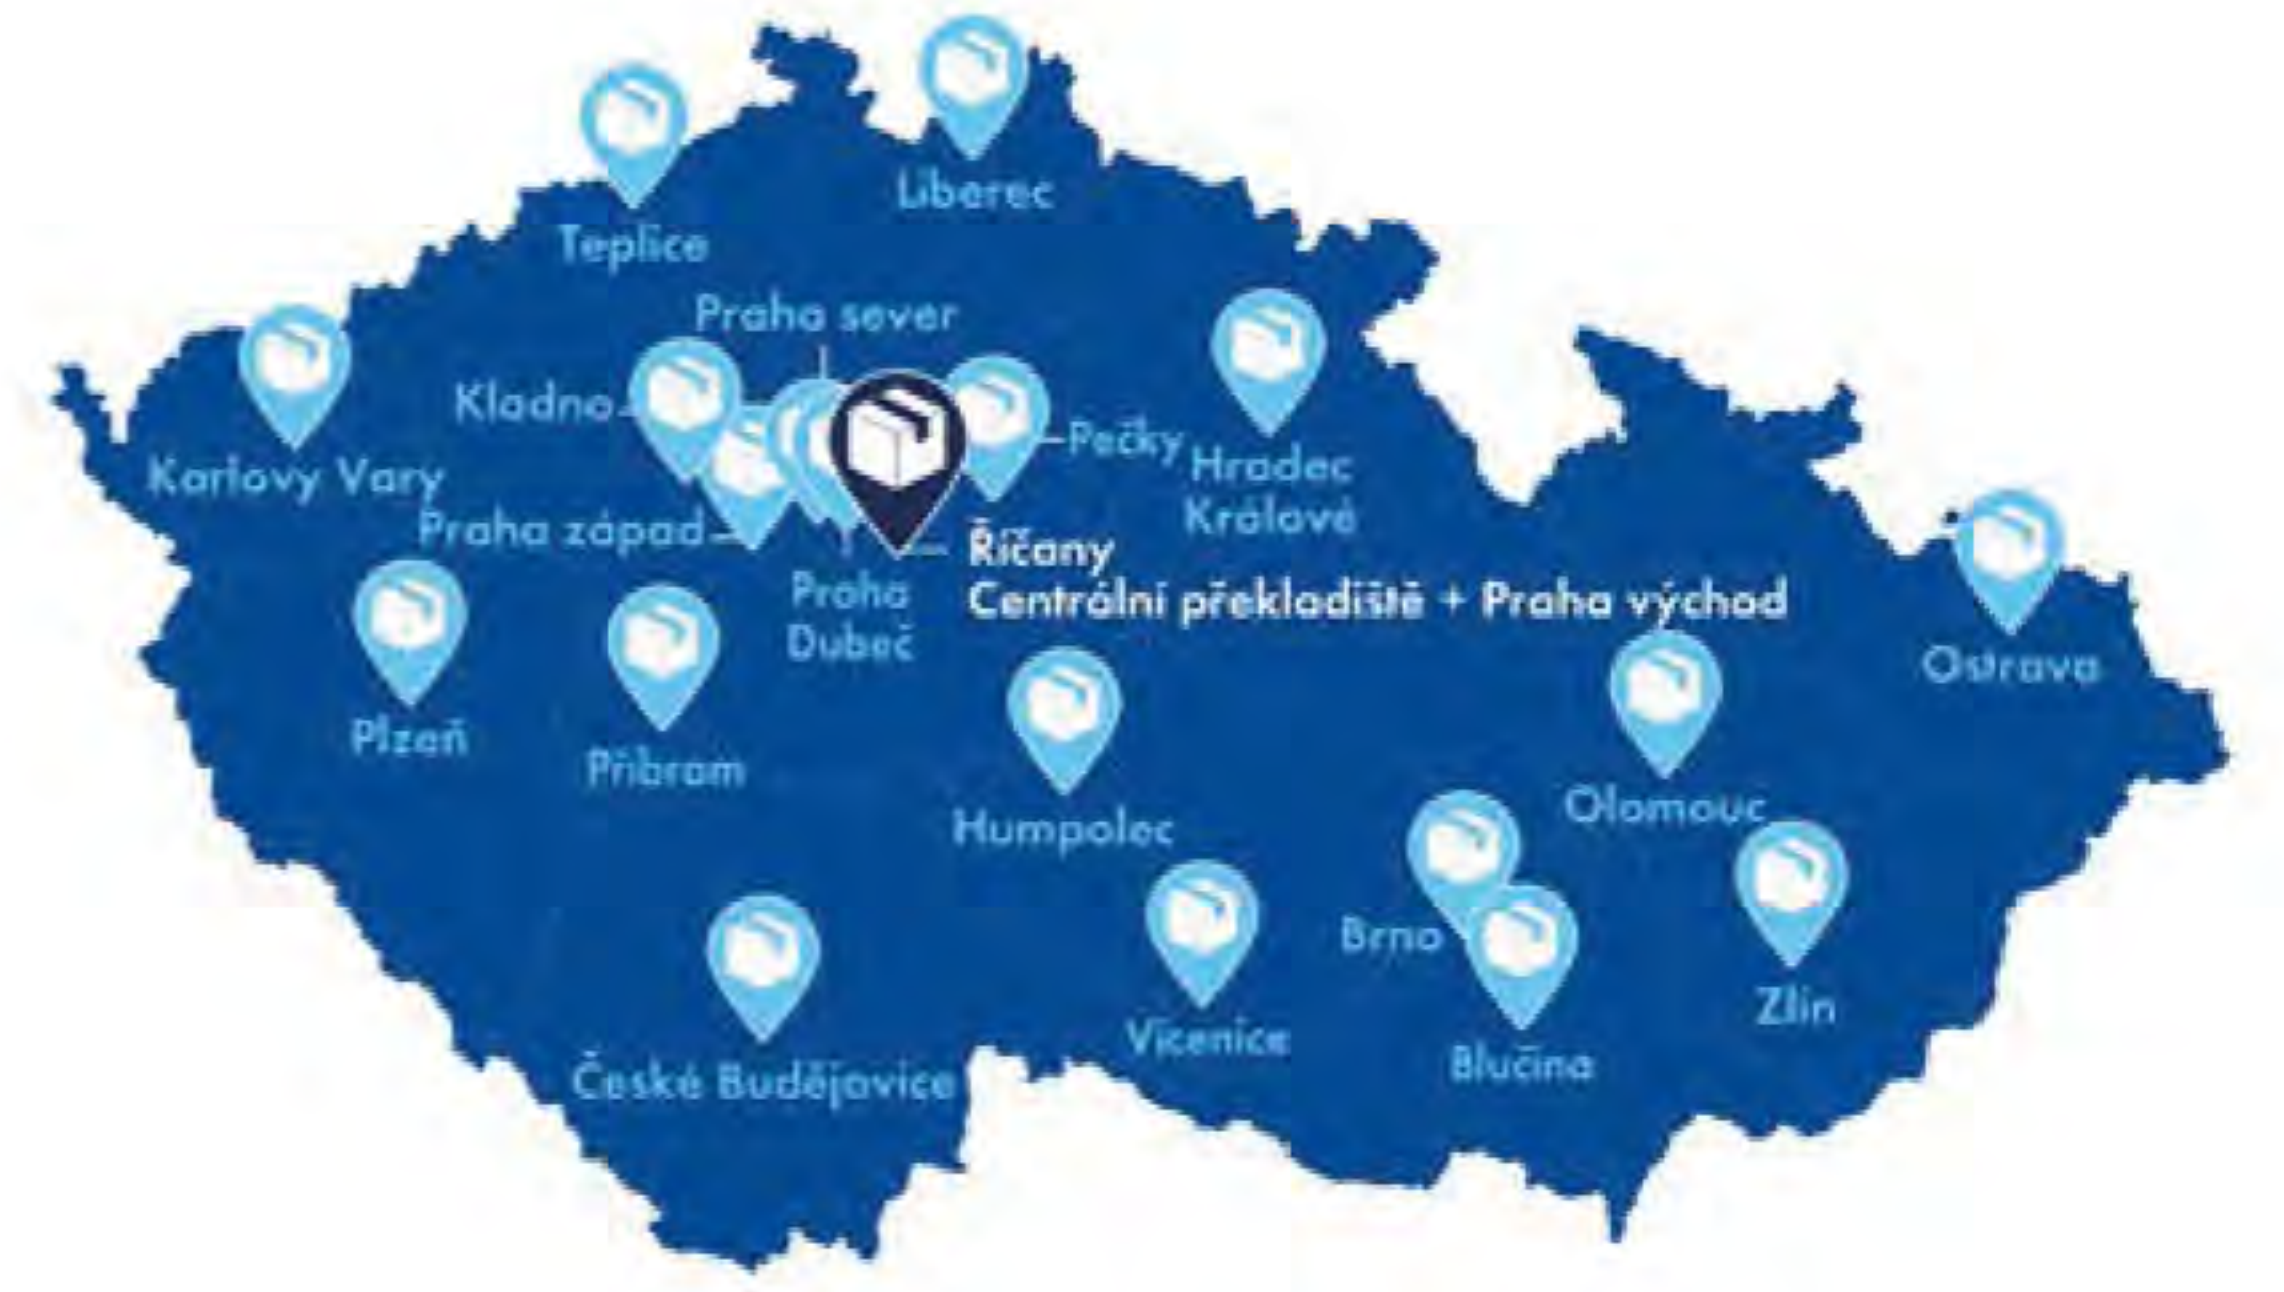 Liberec
Teplice
Praha sever
Kladno
Pečky
Hradec
Králové
Karlovy Vary
Praha západ
Říčany
Centrální překladiště + Praha východ
Praha
Dubeč
Ostrava
Plzeň
Příbram
Olomouc
Humpolec
Brno
Zlín
Vícenice
Blučina
České Budějovice